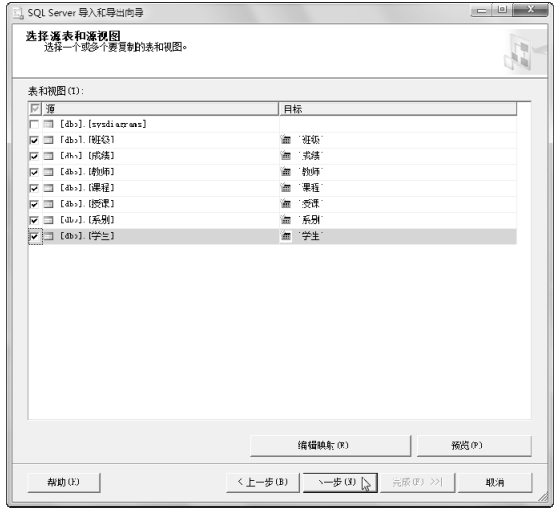 SQL Server 导入和导出向导
选择源表和源视图
选择一个或多个要复制的表和视图。
表和视图(T):
源 目标
[dbo].[sysdiagrams]
[dbo].[班级] `班级`
[dbo].[成绩] `成绩`
[dbo].[教师] `教师`
[dbo].[课程] `课程`
[dbo].[授课] `授课`
[dbo].[系别] `系别`
[dbo].[学生] `学生`
编辑映射(E) 预览(P)
帮助(H) <上一步(B) 下一步(N) 完成(F) >>| 取消